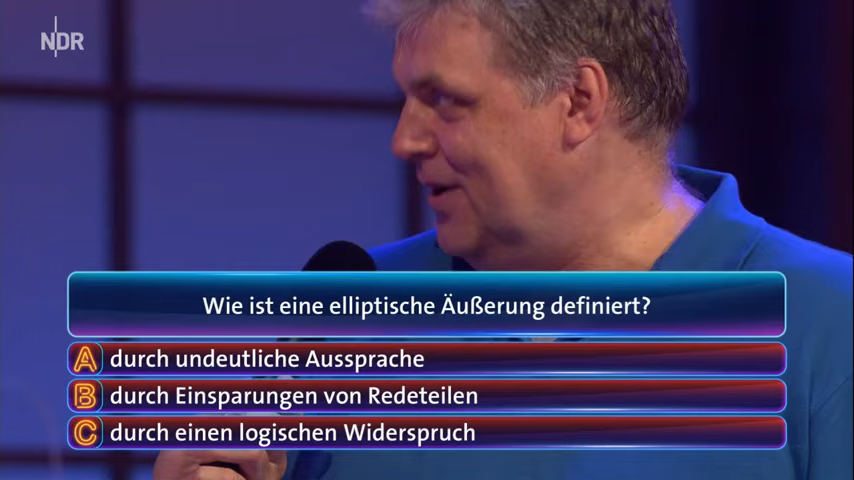 NDR
Wie ist eine elliptische Äußerung definiert?
A durch undeutliche Aussprache
B durch Einsparungen von Redeteilen
C durch einen logischen Widerspruch